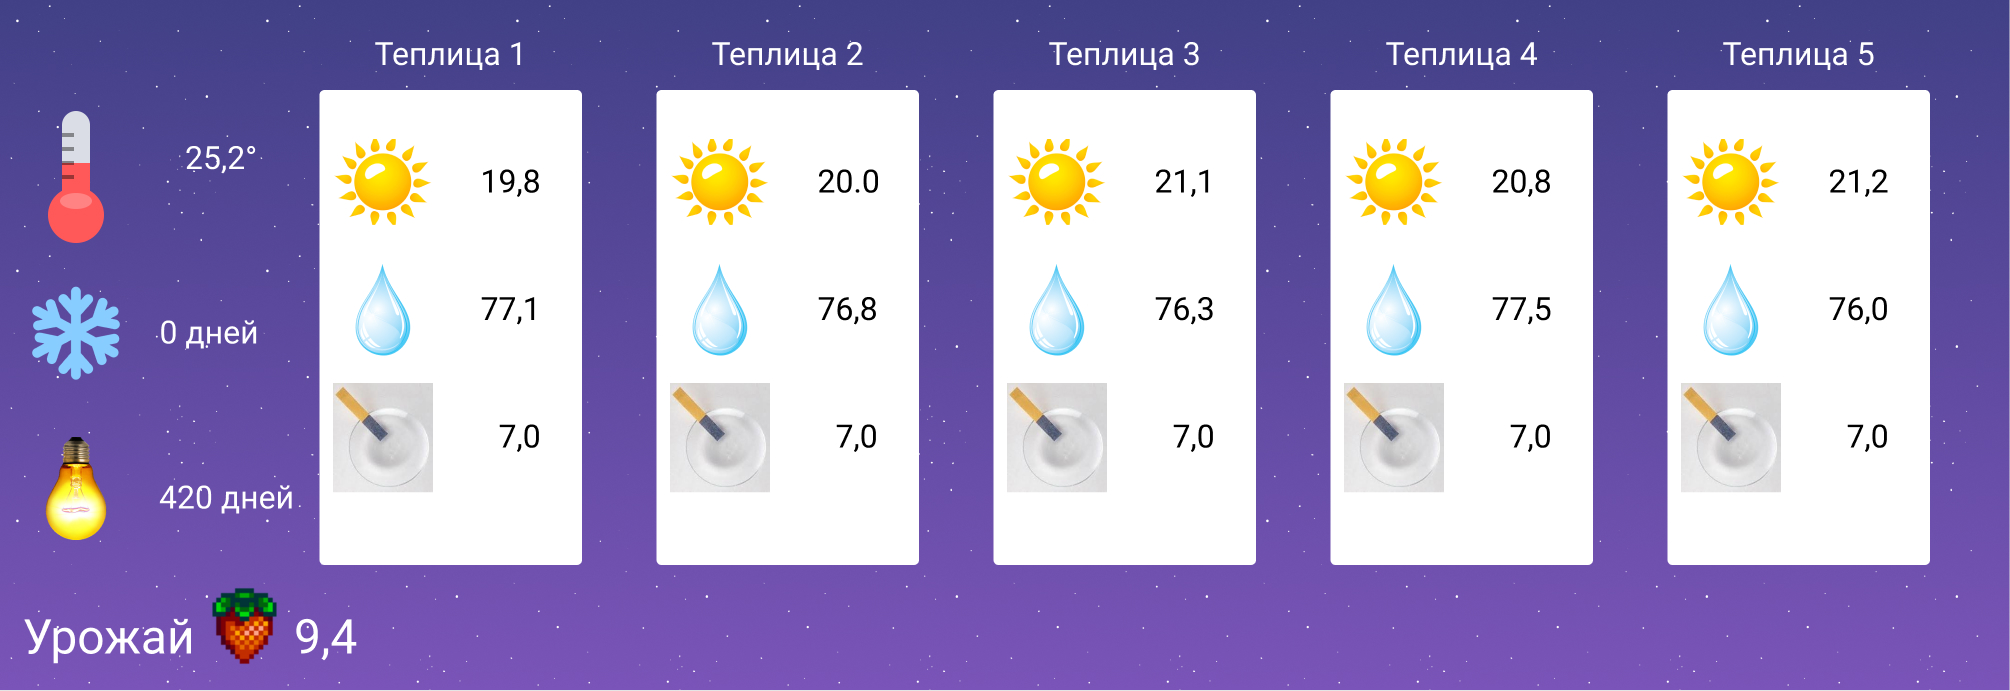 Теплица 1 Теплица 2 Теплица 3 Теплица 4 Теплица 5
25,2°
19,8 20.0 21,1 20,8 21,2
0 дней
77,1 76,8 76,3 77,5 76,0
7,0 7,0 7,0 7,0 7,0
420 дней
Урожай 9,4